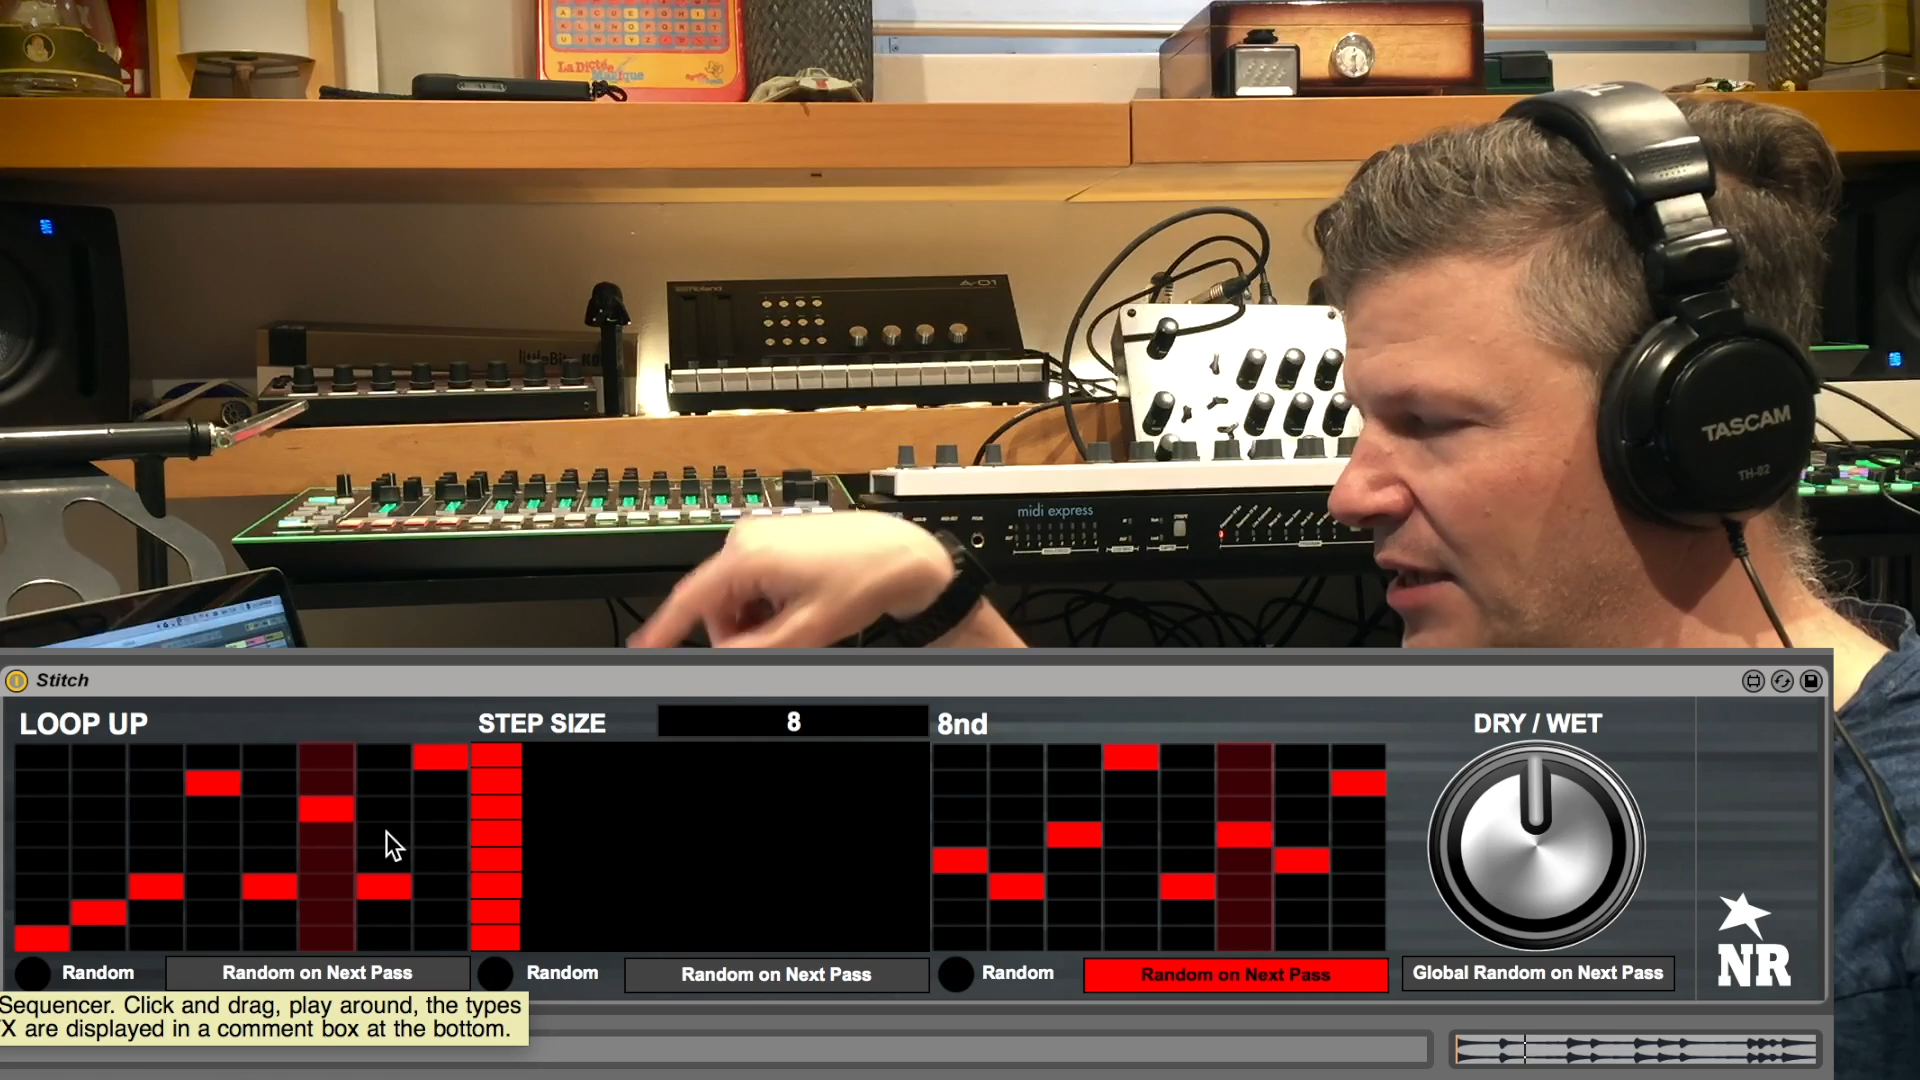 La Dictée
Magique
Roland
A-01
littleBits KORG
midi express
TASCAM
TH-02
Stitch
LOOP UP
STEP SIZE
8
8nd
DRY / WET
Random
Random on Next Pass
Random
Random on Next Pass
Random
Random on Next Pass
Global Random on Next Pass
NR
Sequencer. Click and drag, play around, the types
X are displayed in a comment box at the bottom.